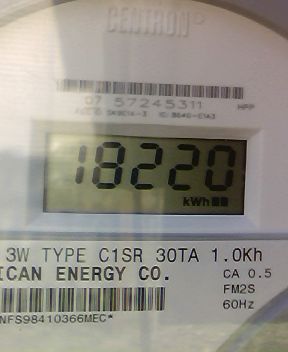 CENTRON
07 57245311 HPP
18220
kWh
3W TYPE C1SR 30TA 1.0Kh
ICAN ENERGY CO.
CA 0.5
FM2S
60Hz
NFS98410366MEC*